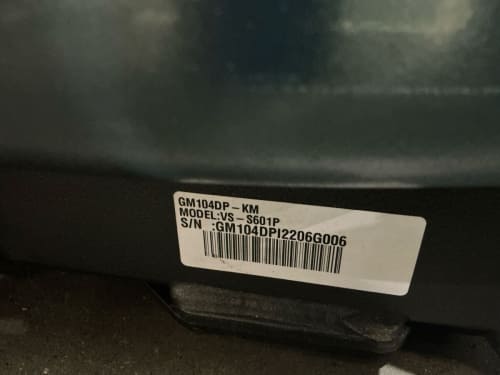 GM104DP-KM
MODEL:VS-S601P
S/N :GM104DPI2206G006